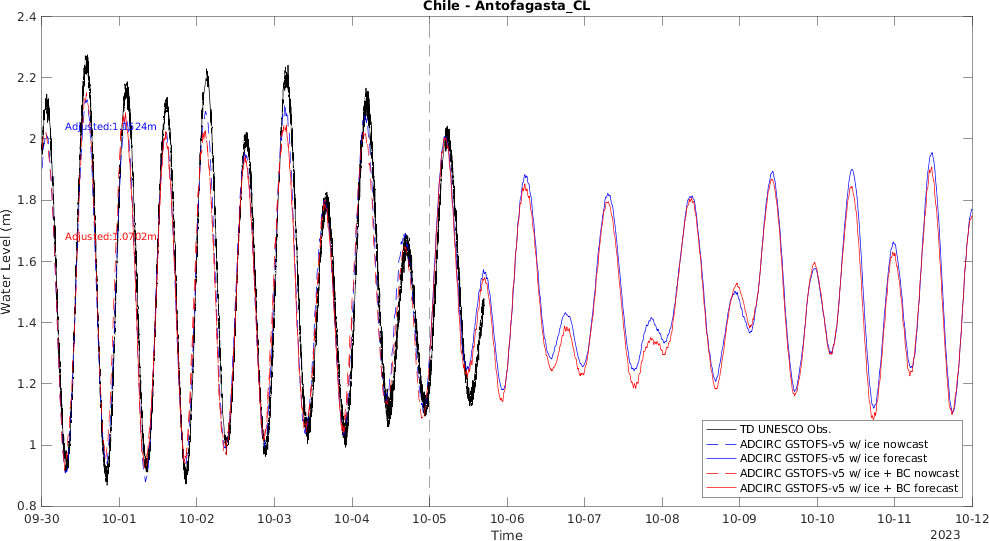 Chile - Antofagasta_CL
2.4
2.2
2
1.8
1.6
1.4
1.2
1
0.8
Water Level (m)
Adjusted:1.0524m
Adjusted:1.0702m
TD UNESCO Obs.
ADCIRC GSTOFS-v5 w/ ice nowcast
ADCIRC GSTOFS-v5 w/ ice forecast
ADCIRC GSTOFS-v5 w/ ice + BC nowcast
ADCIRC GSTOFS-v5 w/ ice + BC forecast
09-30 10-01 10-02 10-03 10-04 10-05 10-06 10-07 10-08 10-09 10-10 10-11 10-12
Time
2023